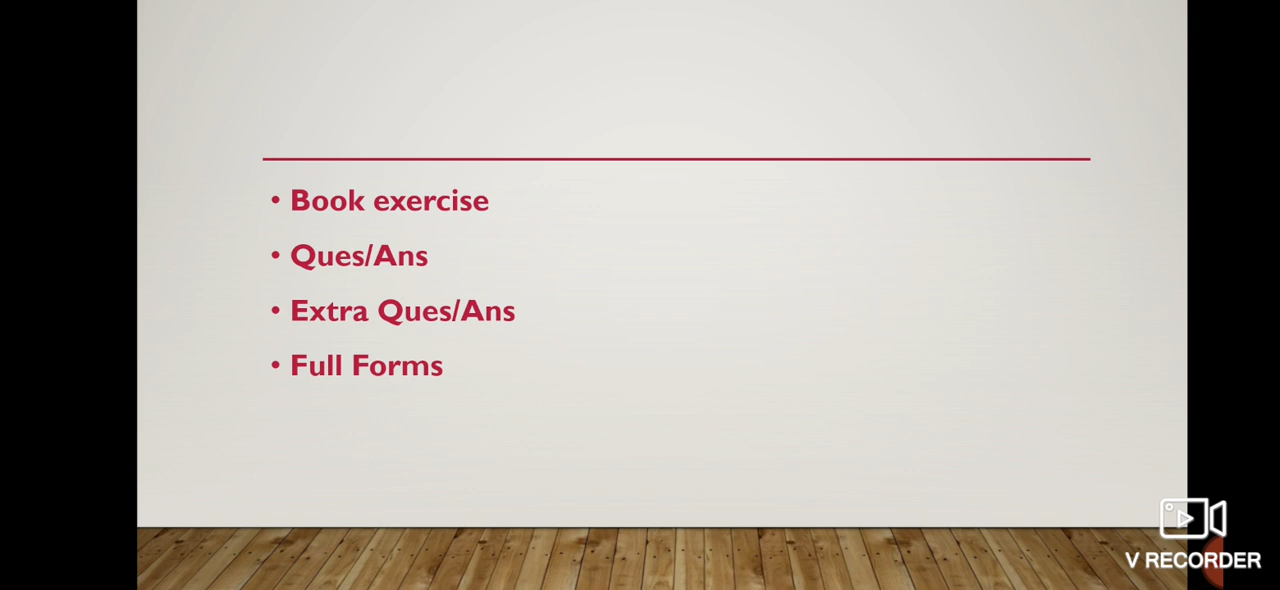 • Book exercise
• Ques/Ans
• Extra Ques/Ans
• Full Forms
V RECORDER